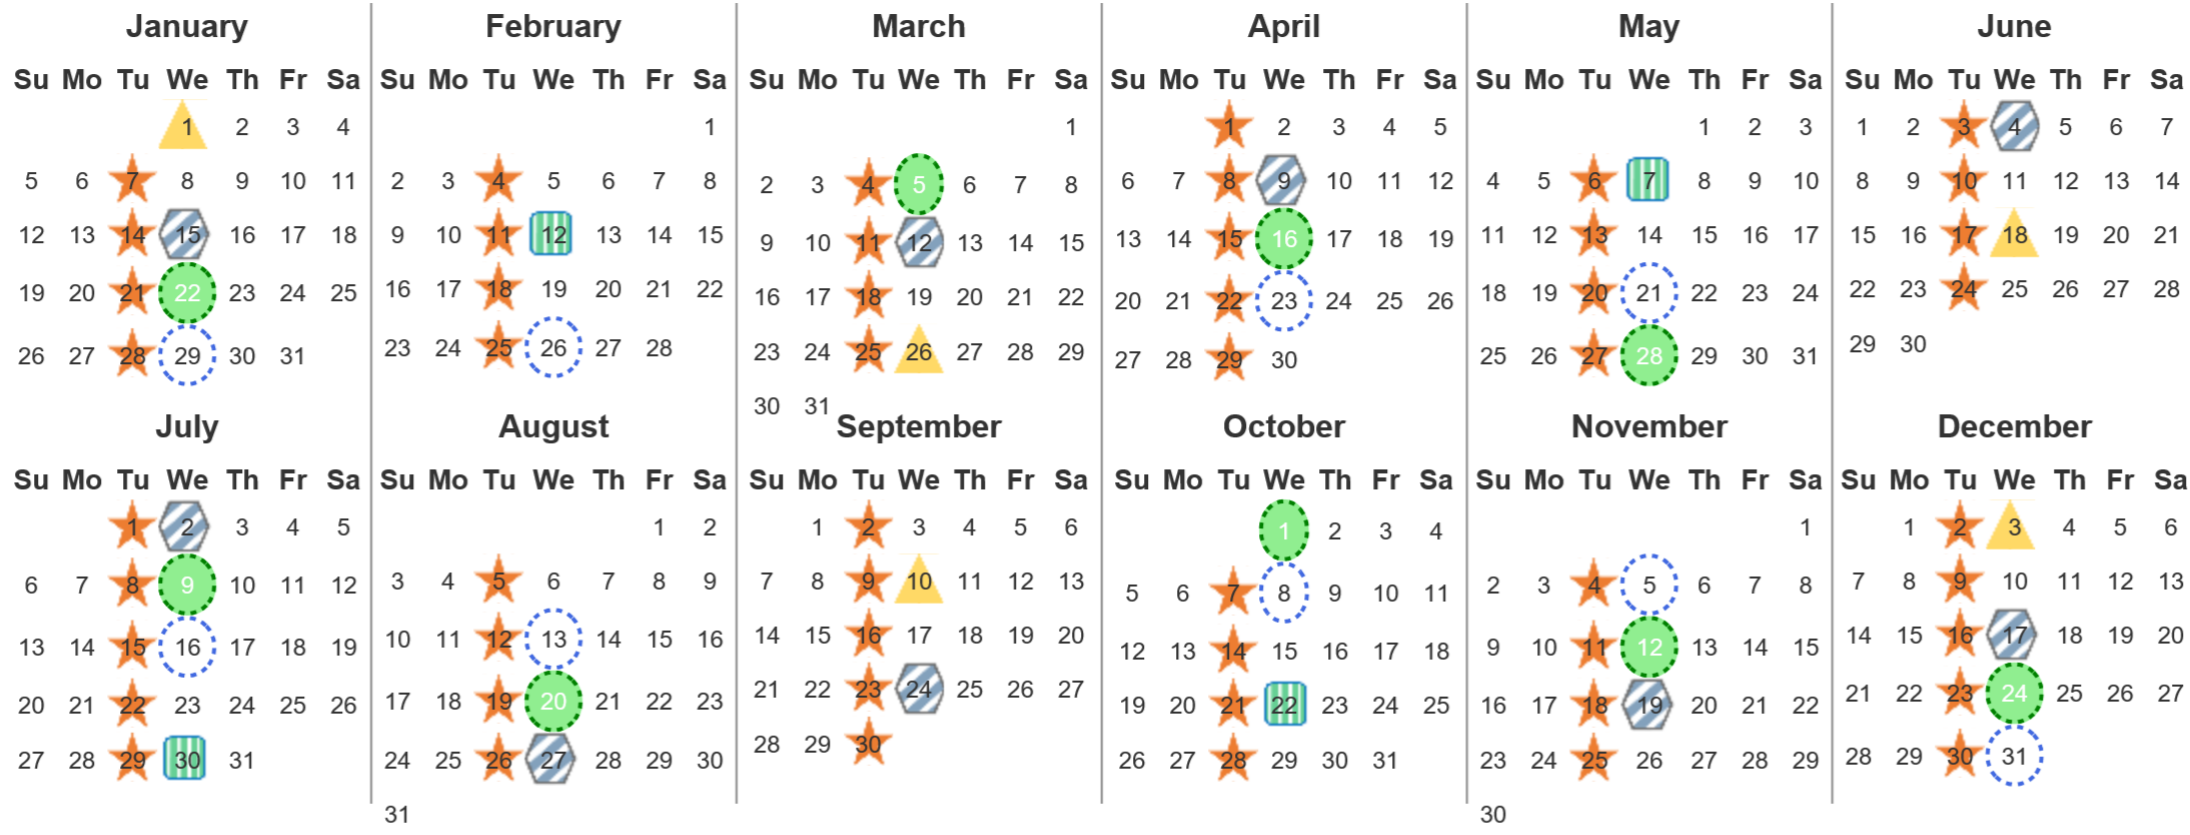 January February March April May June
Su Mo Tu We Th Fr Sa Su Mo Tu We Th Fr Sa Su Mo Tu We Th Fr Sa Su Mo Tu We Th Fr Sa Su Mo Tu We Th Fr Sa Su Mo Tu We Th Fr Sa
1 2 3 4 1 1 1 2 3 4 5 1 2 3 1 2 3 4 5 6 7
5 6 7 8 9 10 11 2 3 4 5 6 7 8 2 3 4 5 6 7 8 6 7 8 9 10 11 12 4 5 6 7 8 9 10 8 9 10 11 12 13 14
12 13 14 15 16 17 18 9 10 11 12 13 14 15 9 10 11 12 13 14 15 13 14 15 16 17 18 19 11 12 13 14 15 16 17 15 16 17 18 19 20 21
19 20 21 22 23 24 25 16 17 18 19 20 21 22 16 17 18 19 20 21 22 20 21 22 23 24 25 26 18 19 20 21 22 23 24 22 23 24 25 26 27 28
26 27 28 29 30 31 23 24 25 26 27 28 23 24 25 26 27 28 29 27 28 29 30 25 26 27 28 29 30 31 29 30
30 31
July August September October November December
Su Mo Tu We Th Fr Sa Su Mo Tu We Th Fr Sa Su Mo Tu We Th Fr Sa Su Mo Tu We Th Fr Sa Su Mo Tu We Th Fr Sa Su Mo Tu We Th Fr Sa
1 2 3 4 5 1 2 1 2 3 4 5 6 1 2 3 4 1 1 2 3 4 5 6
6 7 8 9 10 11 12 3 4 5 6 7 8 9 7 8 9 10 11 12 13 5 6 7 8 9 10 11 2 3 4 5 6 7 8 7 8 9 10 11 12 13
13 14 15 16 17 18 19 10 11 12 13 14 15 16 14 15 16 17 18 19 20 12 13 14 15 16 17 18 9 10 11 12 13 14 15 14 15 16 17 18 19 20
20 21 22 23 24 25 26 17 18 19 20 21 22 23 21 22 23 24 25 26 27 19 20 21 22 23 24 25 16 17 18 19 20 21 22 21 22 23 24 25 26 27
27 28 29 30 31 24 25 26 27 28 29 30 28 29 30 26 27 28 29 30 31 23 24 25 26 27 28 29 28 29 30 31
31 30